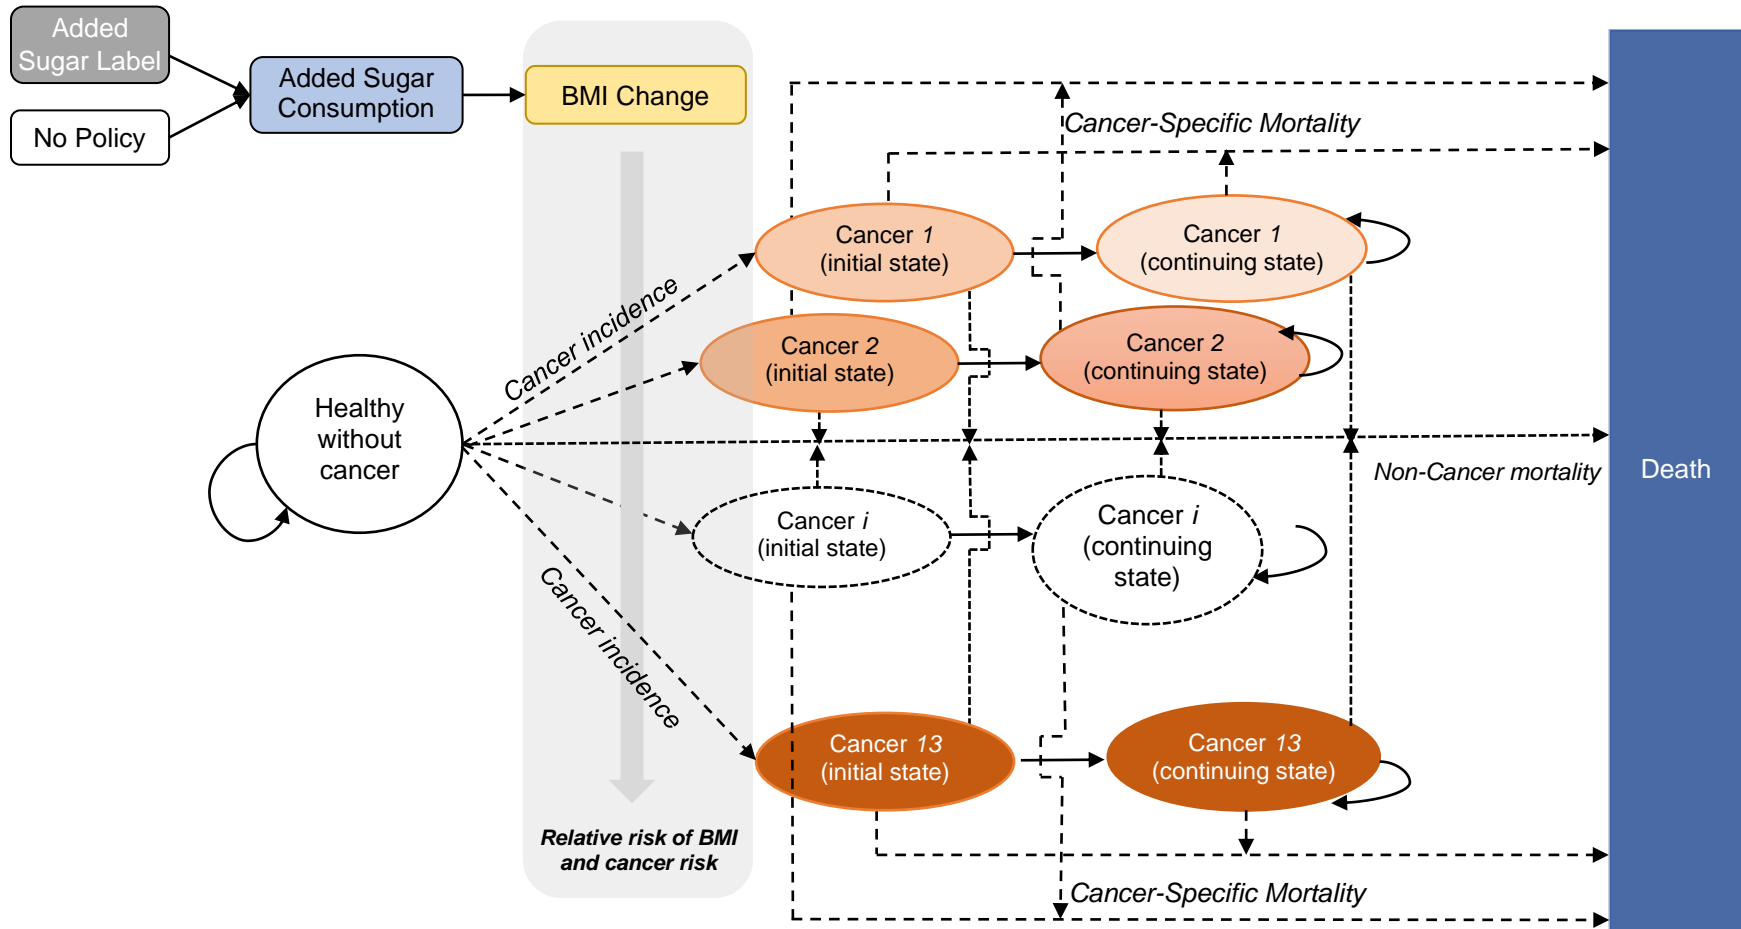 Added
Sugar Label
No Policy
Added Sugar
Consumption
BMI Change
Cancer-Specific Mortality
Cancer 1
(initial state)
Cancer 1
(continuing state)
Cancer incidence
Cancer 2
(initial state)
Cancer 2
(continuing state)
Healthy
without
cancer
Non-Cancer mortality
Death
Cancer i
(initial state)
Cancer i
(continuing
state)
Cancer incidence
Cancer 13
(initial state)
Cancer 13
(continuing state)
Relative risk of BMI
and cancer risk
Cancer-Specific Mortality